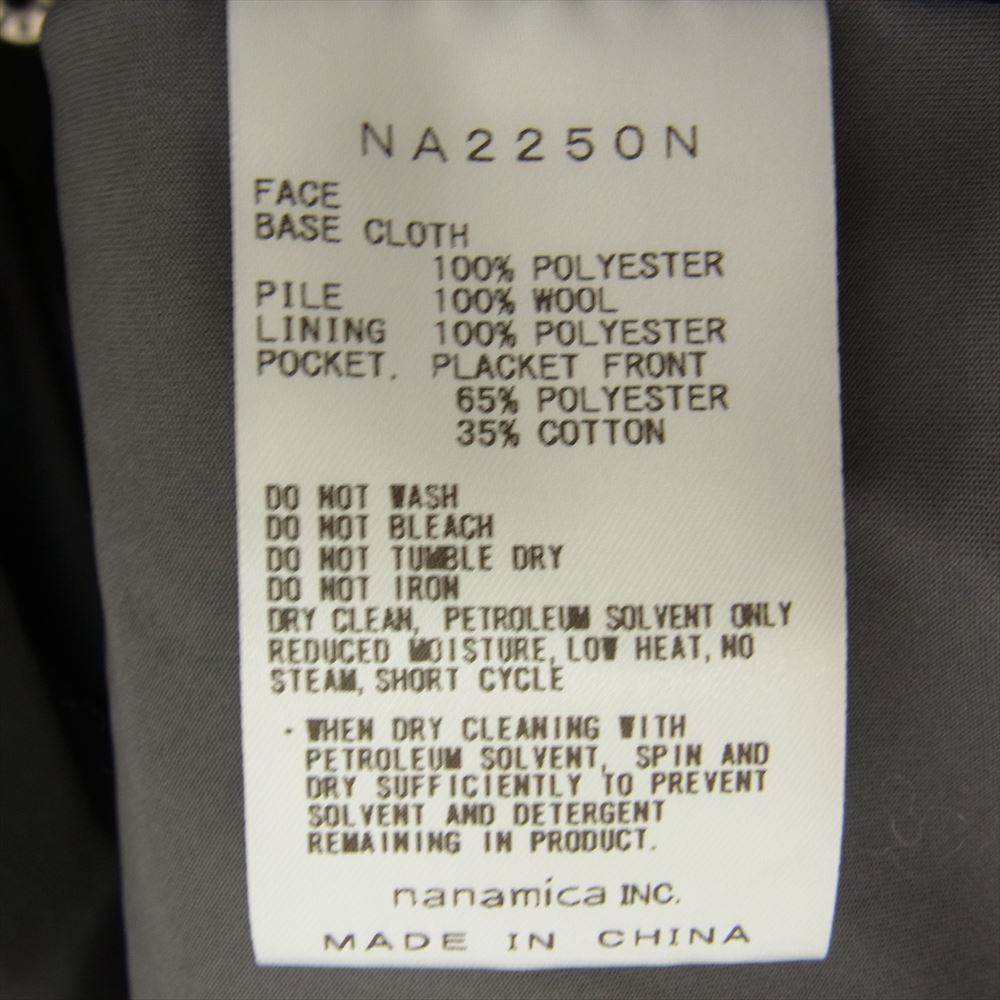 NA2250N
FACE
BASE CLOTH
100% POLYESTER
PILE 100% WOOL
LINING 100% POLYESTER
POCKET. PLACKET FRONT
65% POLYESTER
35% COTTON
DO NOT WASH
DO NOT BLEACH
DO NOT TUMBLE DRY
DO NOT IRON
DRY CLEAN, PETROLEUM SOLVENT ONLY
REDUCED MOISTURE, LOW HEAT, NO
STEAM, SHORT CYCLE
・WHEN DRY CLEANING WITH
PETROLEUM SOLVENT, SPIN AND
DRY SUFFICIENTLY TO PREVENT
SOLVENT AND DETERGENT
REMAINING IN PRODUCT.
nanamica INC.
MADE IN CHINA